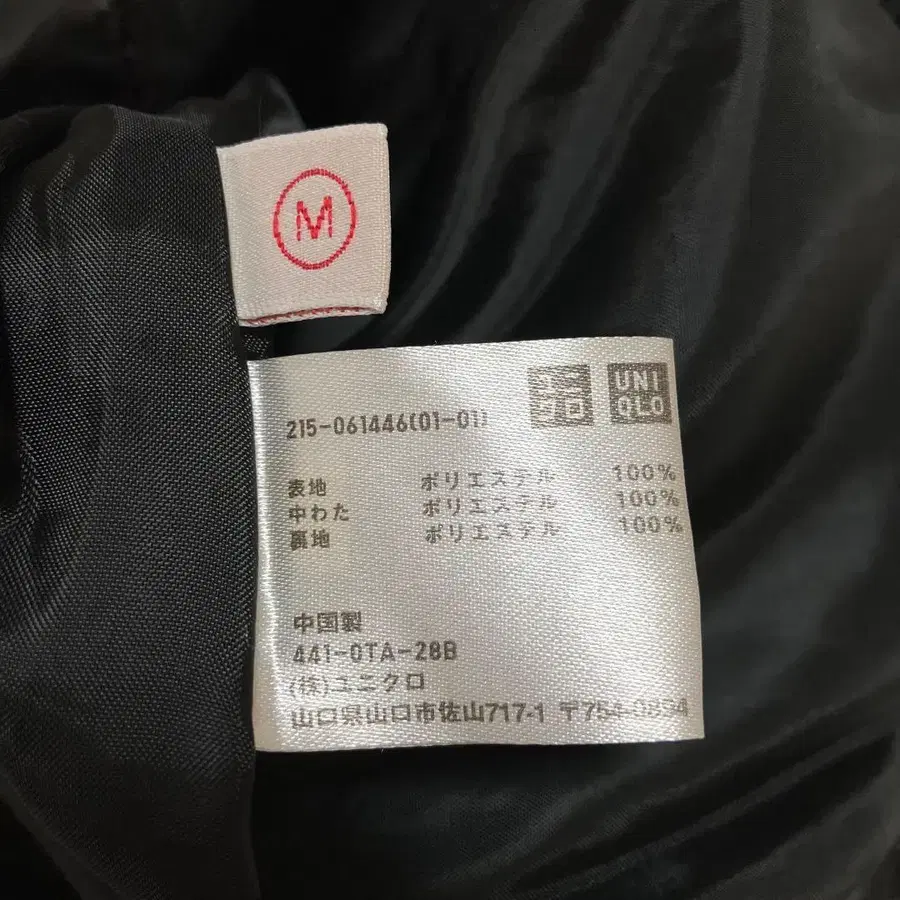 M
215-061446(01-01)
ユニ
クロ
UNI
QLO
表地 ポリエステル 100%
中わた ポリエステル 100%
裏地 ポリエステル 100%
中国製
441-0TA-28B
(株)ユニクロ
山口県山口市佐山717-1 〒754-0894